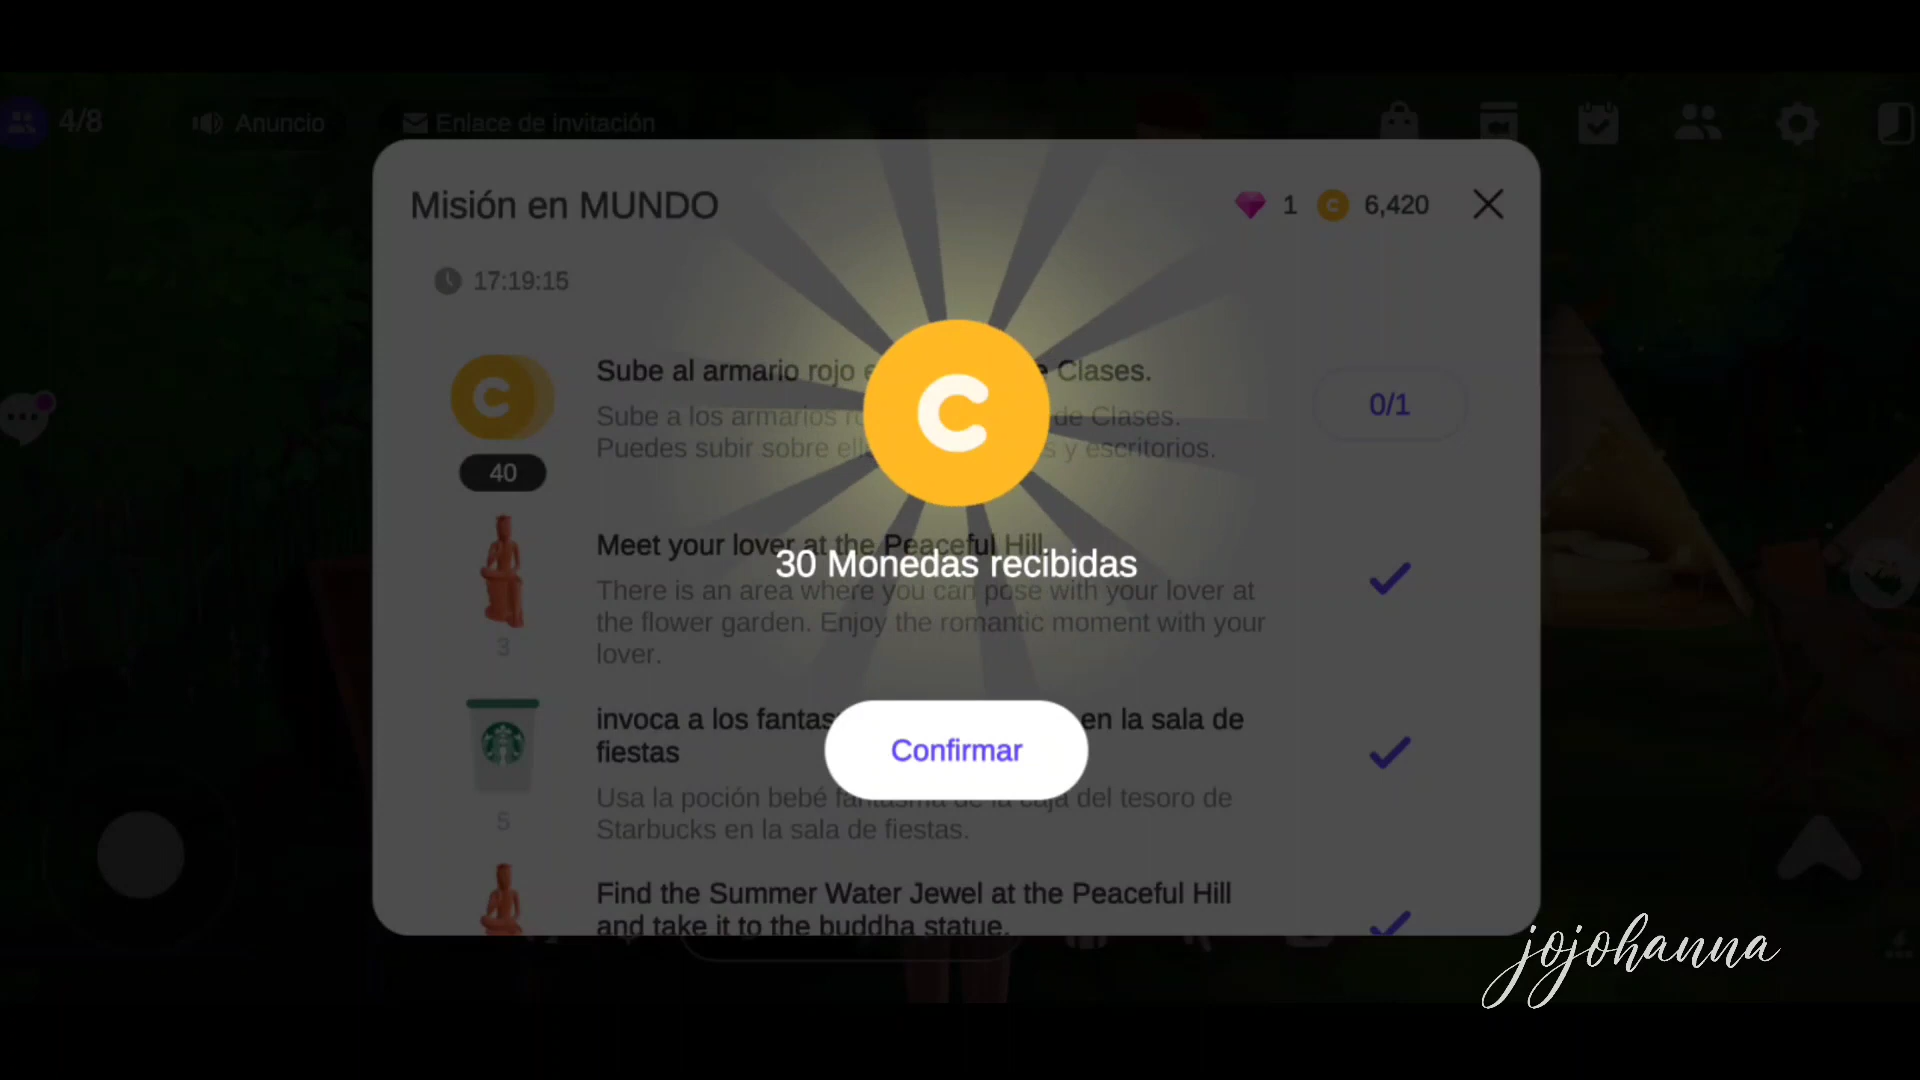 4/8
Anuncio
Enlace de invitación
Misión en MUNDO
1
6,420
17:19:15
Sube al armario rojo e Clases.
Sube a los armarios de Clases.
Puedes subir sobre y escritorios.
0/1
40
Meet your lover at the Peaceful Hill
30 Monedas recibidas
There is an area where you can pose with your lover at
the flower garden. Enjoy the romantic moment with your
lover.
3
invoca a los en la sala de
fiestas
Confirmar
Usa la poción bebé fantasma de la caja del tesoro de
Starbucks en la sala de fiestas.
5
Find the Summer Water Jewel at the Peaceful Hill
and take it to the buddha statue.
jojohanna